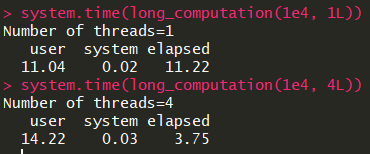 > system.time(long_computation(1e4, 1L))
Number of threads=1
user system elapsed
11.04 0.02 11.22
> system.time(long_computation(1e4, 4L))
Number of threads=4
user system elapsed
14.22 0.03 3.75